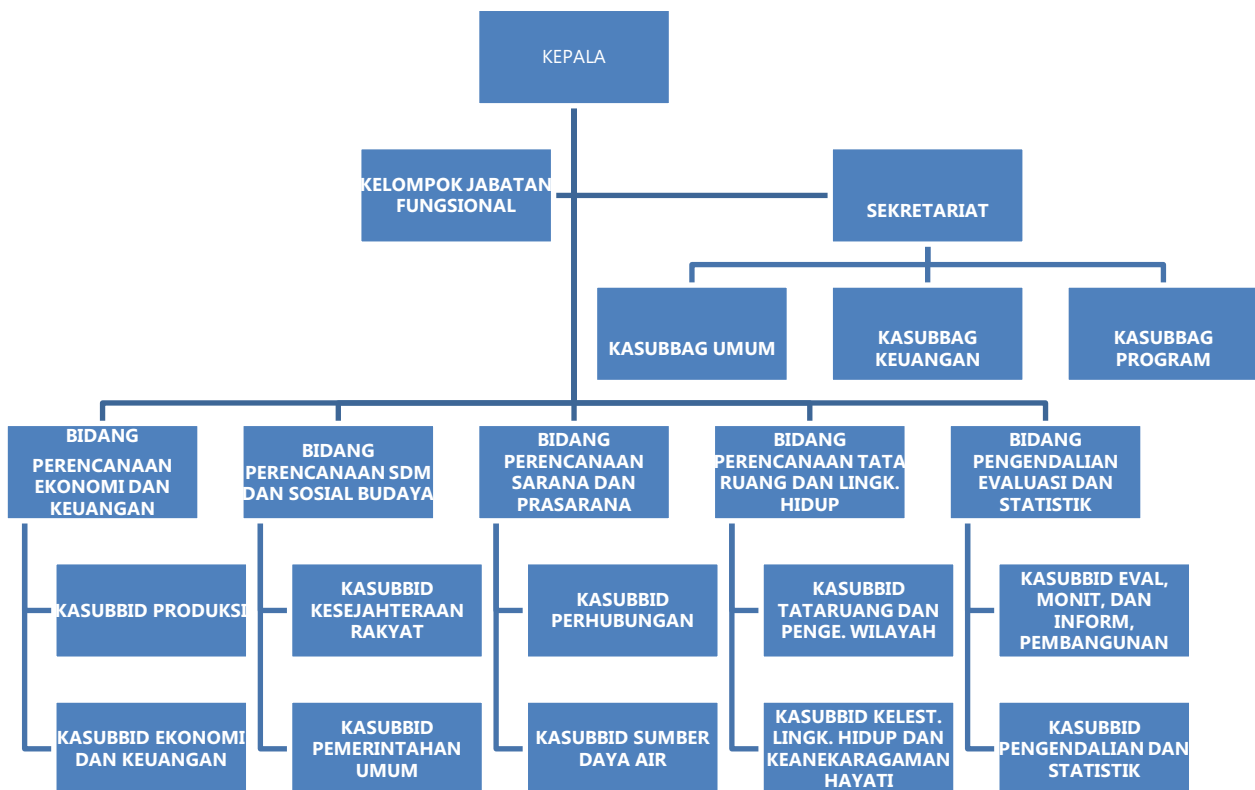 KEPALA
KELOMPOK JABATAN
FUNGSIONAL
SEKRETARIAT
KASUBBAG UMUM
KASUBBAG
KEUANGAN
KASUBBAG
PROGRAM
BIDANG
PERENCANAAN
EKONOMI DAN
KEUANGAN
BIDANG
PERENCANAAN SDM
DAN SOSIAL BUDAYA
BIDANG
PERENCANAAN
SARANA DAN
PRASARANA
BIDANG
PERENCANAAN TATA
RUANG DAN LINGK.
HIDUP
BIDANG
PENGENDALIAN
EVALUASI DAN
STATISTIK
KASUBBID PRODUKSI
KASUBBID
KESEJAHTERAAN
RAKYAT
KASUBBID
PERHUBUNGAN
KASUBBID
TATARUANG DAN
PENGE. WILAYAH
KASUBBID EVAL,
MONIT, DAN
INFORM,
PEMBANGUNAN
KASUBBID EKONOMI
DAN KEUANGAN
KASUBBID
PEMERINTAHAN
UMUM
KASUBBID SUMBER
DAYA AIR
KASUBBID KELEST.
LINGK. HIDUP DAN
KEANEKARAGAMAN
HAYATI
KASUBBID
PENGENDALIAN DAN
STATISTIK